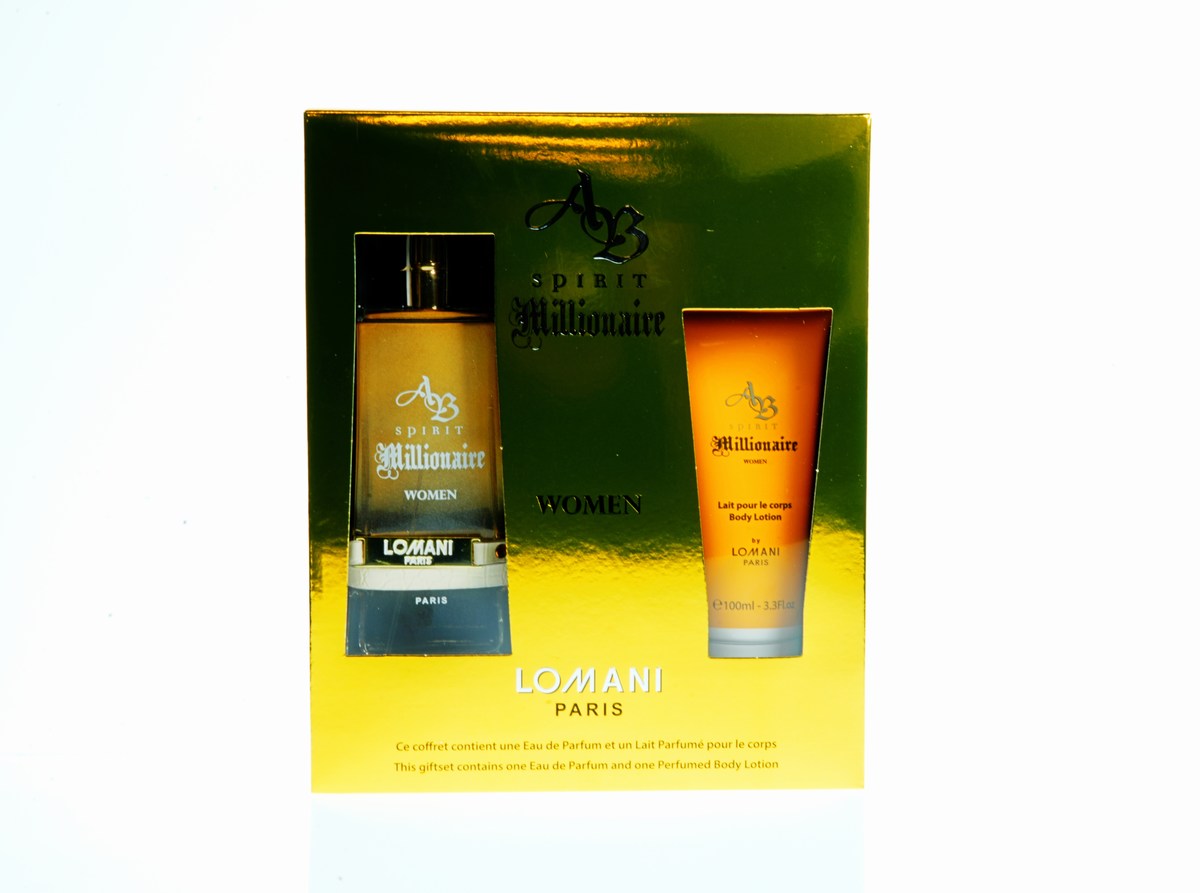 AB
SPIRIT
Millionaire
WOMEN
AB
SPIRIT
Millionaire
WOMEN
LOMANI
PARIS
PARIS
AB
SPIRIT
Millionaire
WOMEN
Lait pour le corps
Body Lotion
by
LOMANI
PARIS
℮100ml - 3.3Fl.oz
LOMANI
PARIS
Ce coffret contient une Eau de Parfum et un Lait Parfumé pour le corps
This giftset contains one Eau de Parfum and one Perfumed Body Lotion